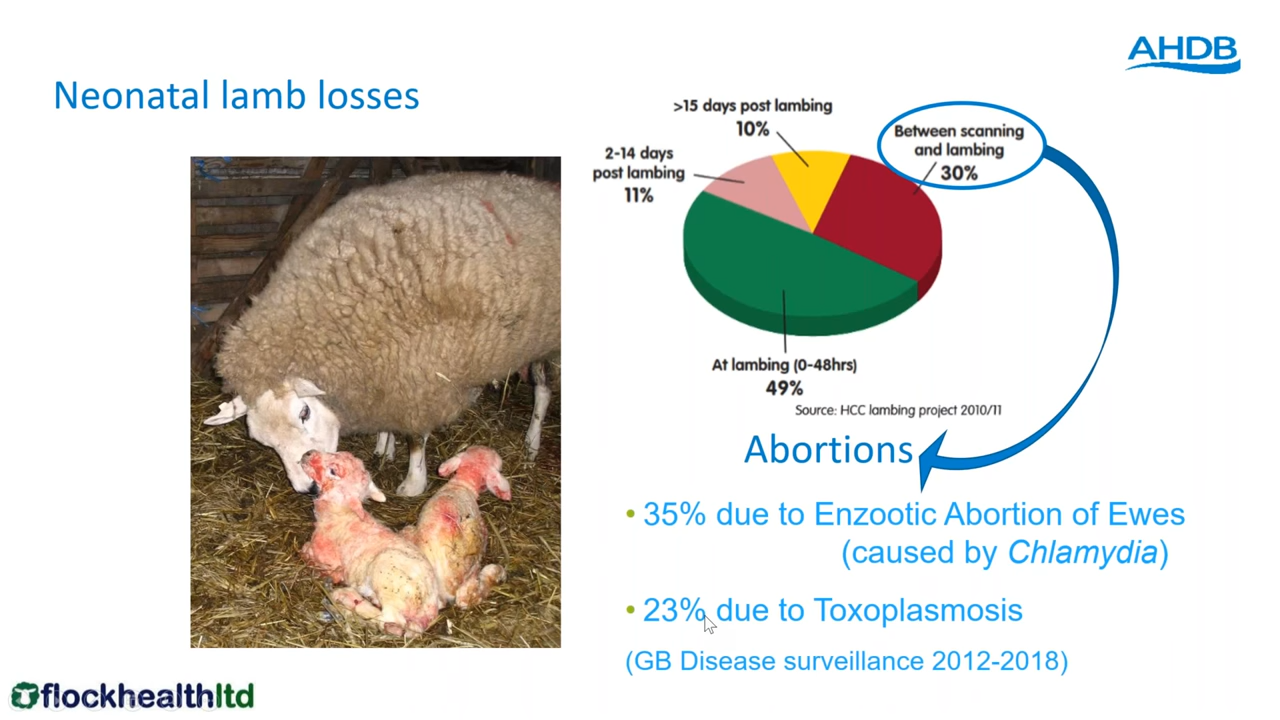 AHDB
Neonatal lamb losses
>15 days post lambing
10%
2-14 days
post lambing
11%
Between scanning
and lambing
30%
At lambing (0-48hrs)
49%
Source: HCC lambing project 2010/11
Abortions
• 35% due to Enzootic Abortion of Ewes
(caused by Chlamydia)
• 23% due to Toxoplasmosis
(GB Disease surveillance 2012-2018)
flockhealthltd